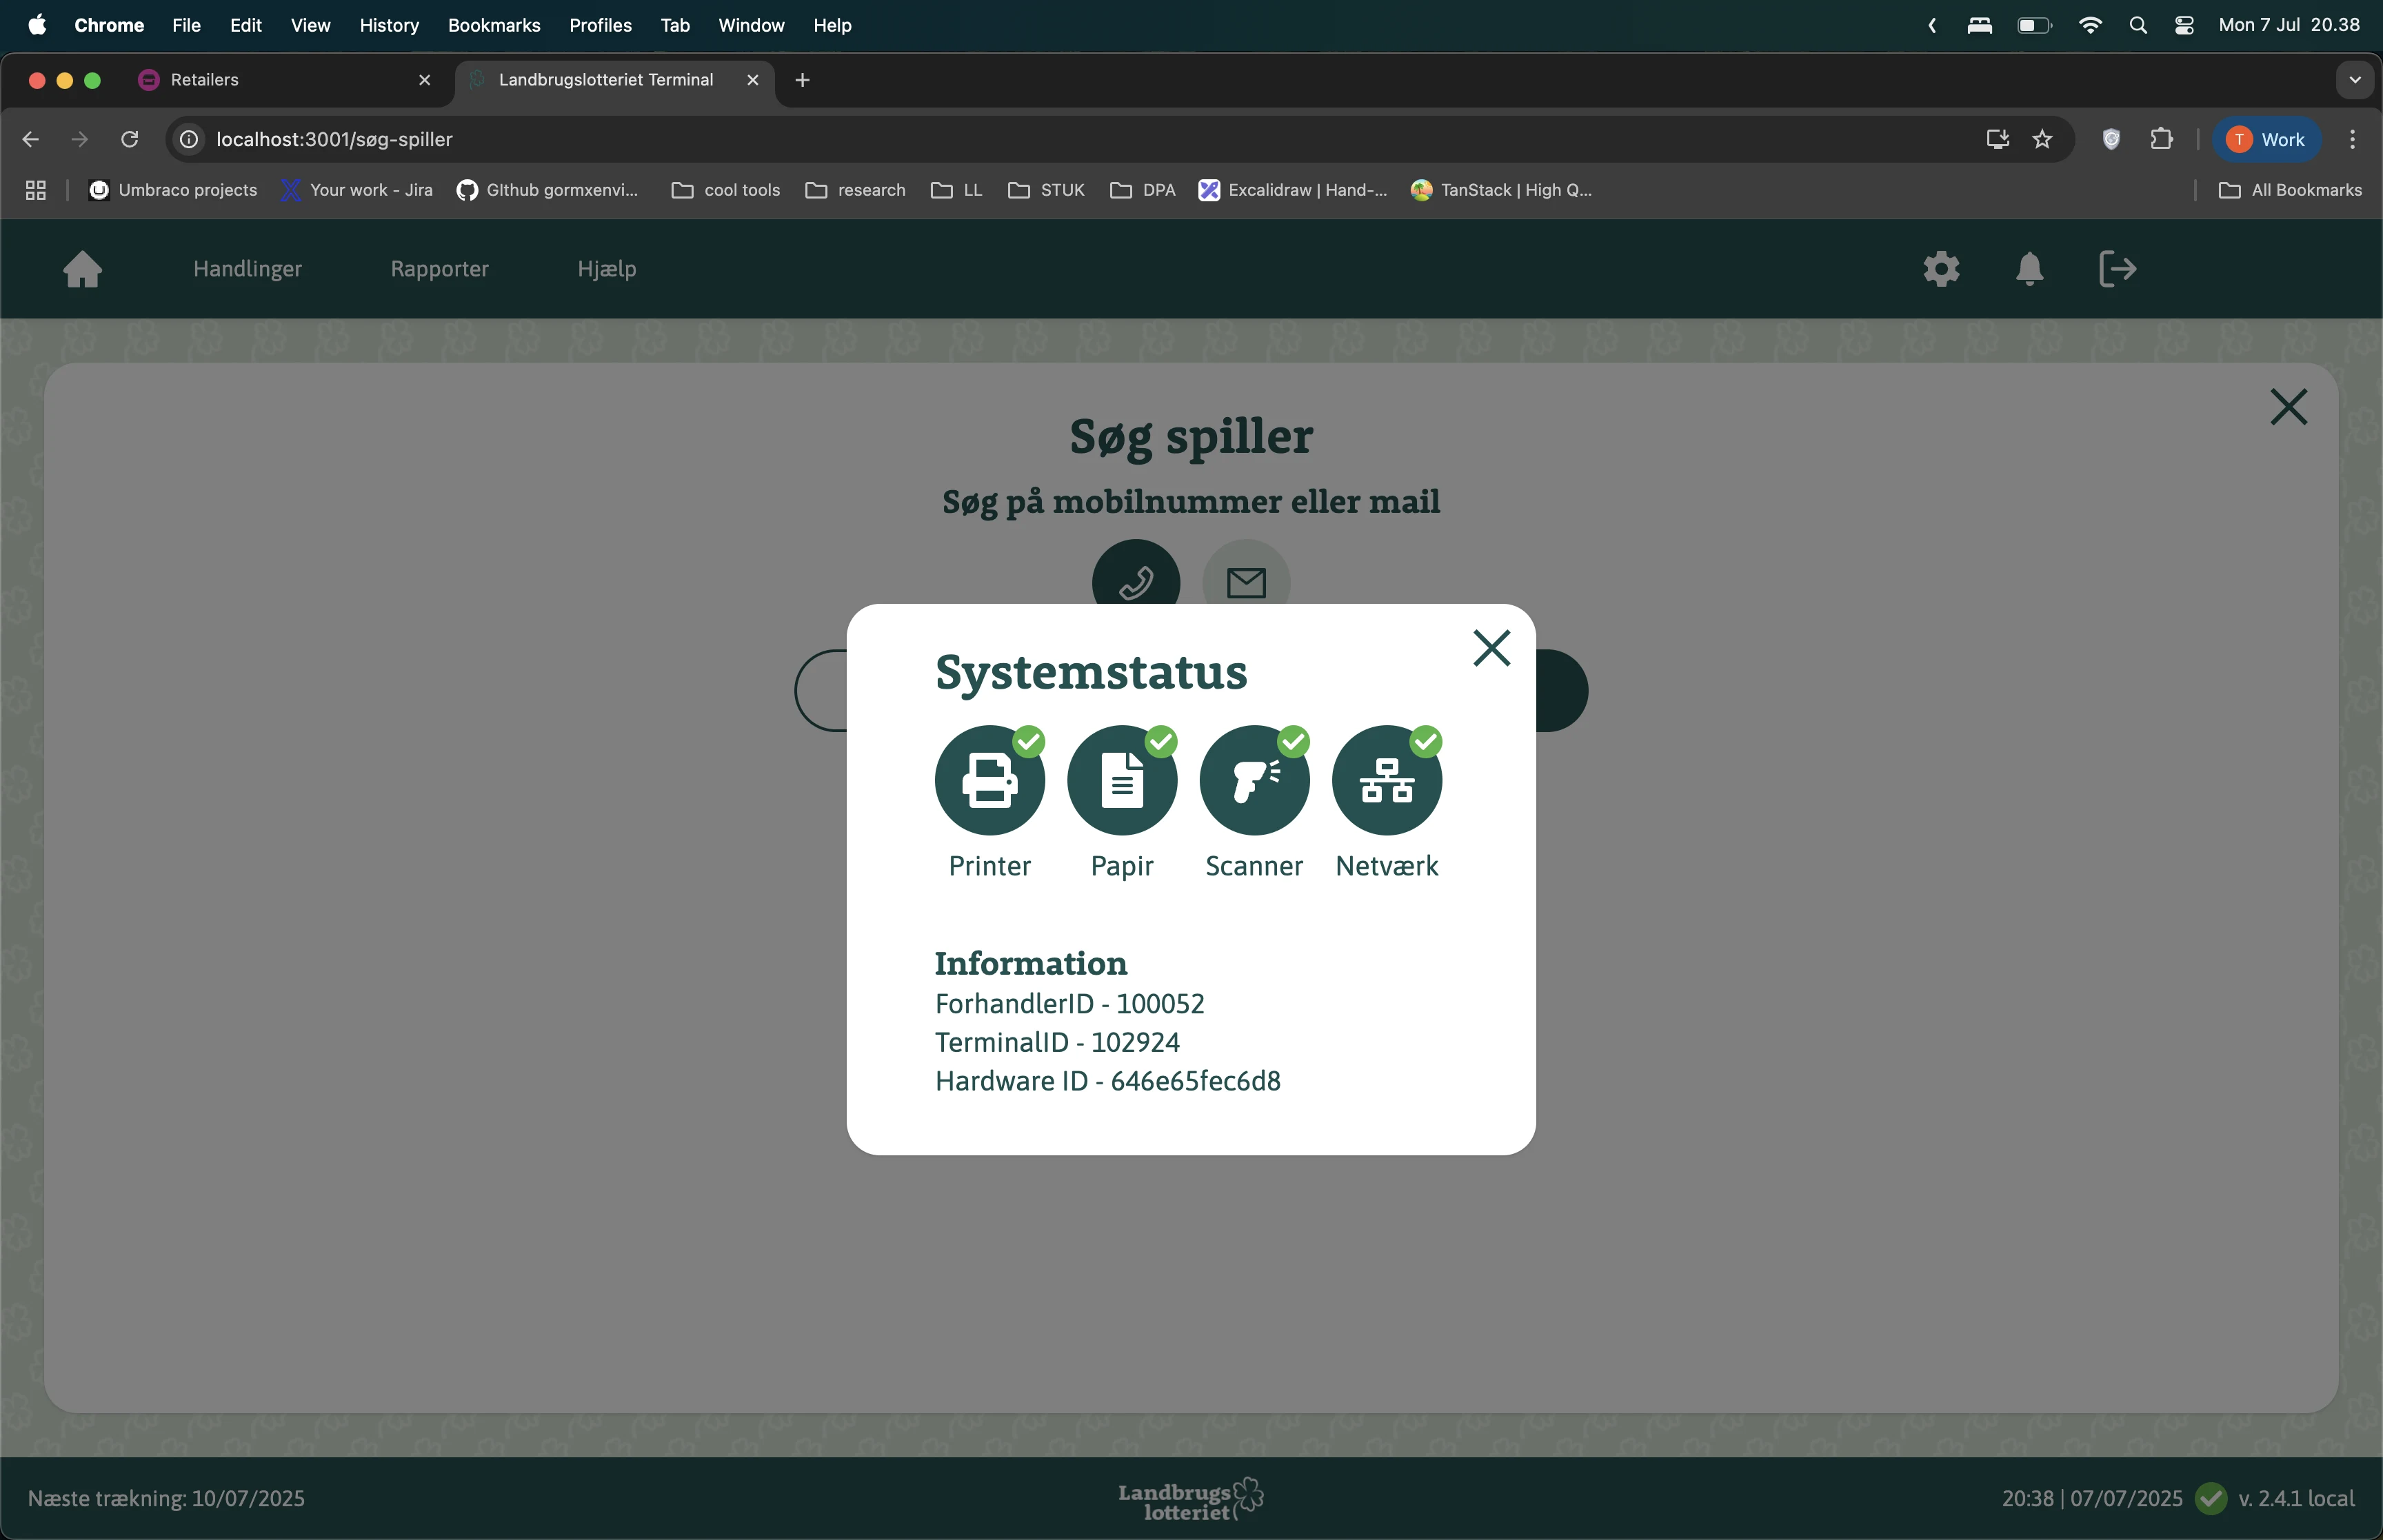 Chrome File Edit View History Bookmarks Profiles Tab Window Help
Mon 7 Jul 20.38
Retailers
Landbrugslotteriet Terminal
localhost:3001/søg-spiller
T Work
Umbraco projects
Your work - Jira
GIthub gormxenvi...
cool tools
research
LL
STUK
DPA
Excalidraw | Hand-...
TanStack | High Q...
All Bookmarks
Handlinger
Rapporter
Hjælp
Søg spiller
Søg på mobilnummer eller mail
Systemstatus
Printer
Papir
Scanner
Netværk
Information
ForhandlerID - 100052
TerminalID - 102924
Hardware ID - 646e65fec6d8
Næste trækning: 10/07/2025
Landbrugs
lotteriet
20:38 | 07/07/2025
v. 2.4.1 local